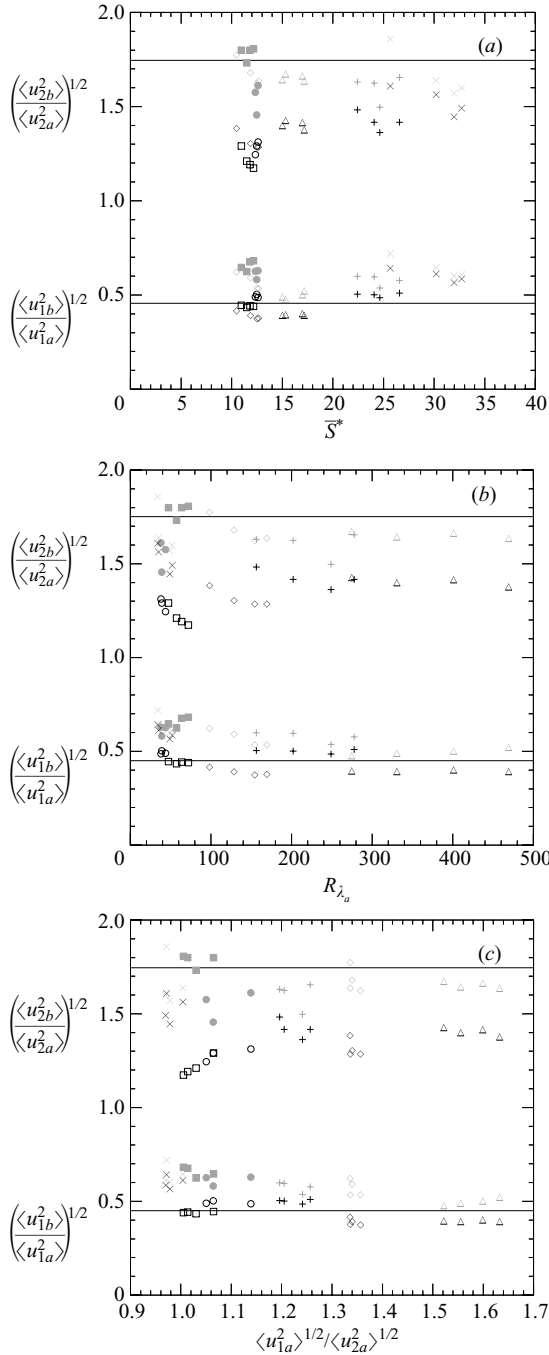 2.0
(a)
(⟨u²₂b⟩/⟨u²₂a⟩)^1/2
1.5
1.0
(⟨u²₁b⟩/⟨u²₁a⟩)^1/2
0.5
0 5 10 15 20 25 30 35 40
S̅*
2.0
(b)
(⟨u²₂b⟩/⟨u²₂a⟩)^1/2
1.5
1.0
(⟨u²₁b⟩/⟨u²₁a⟩)^1/2
0.5
0 100 200 300 400 500
R_λa
2.0
(c)
(⟨u²₂b⟩/⟨u²₂a⟩)^1/2
1.5
1.0
(⟨u²₁b⟩/⟨u²₁a⟩)^1/2
0.5
0
0.9 1.0 1.1 1.2 1.3 1.4 1.5 1.6 1.7
⟨u²₁a⟩^1/2/⟨u²₂a⟩^1/2